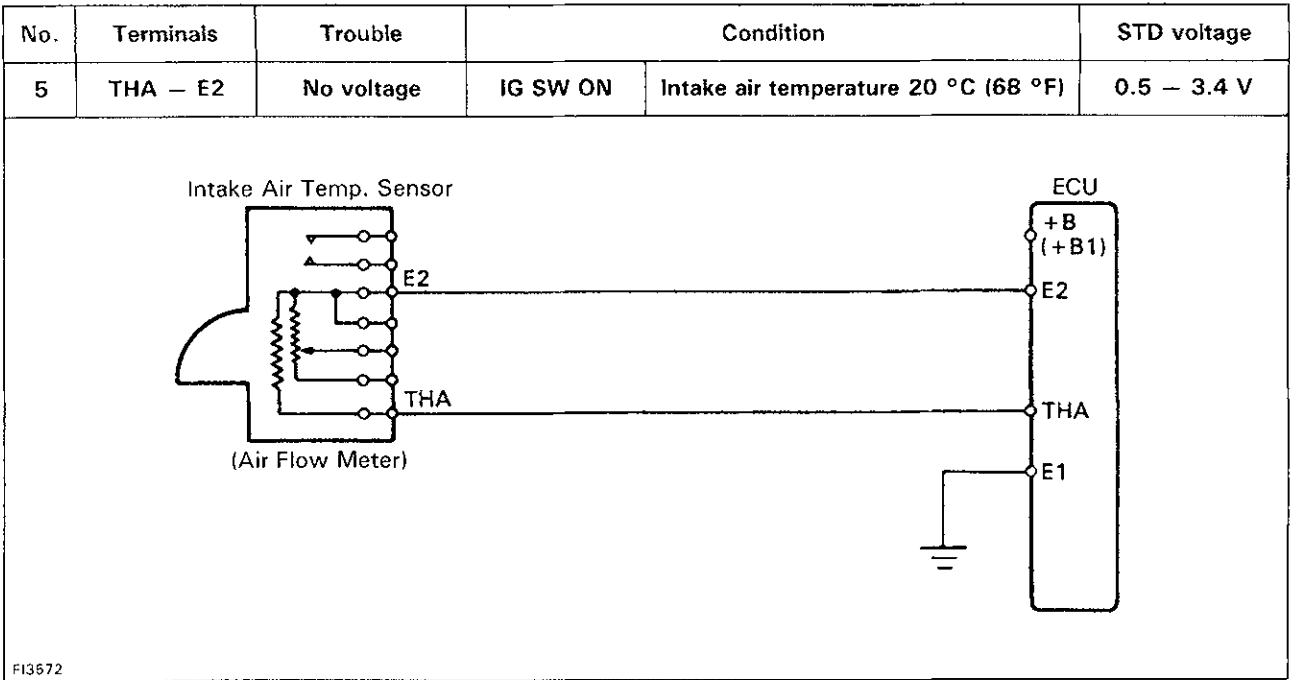 No. Terminals Trouble Condition STD voltage
5 THA — E2 No voltage IG SW ON Intake air temperature 20 °C (68 °F) 0.5 — 3.4 V
Intake Air Temp. Sensor
ECU
+B
(+B1)
E2
E2
THA
THA
(Air Flow Meter)
E1
FI3672